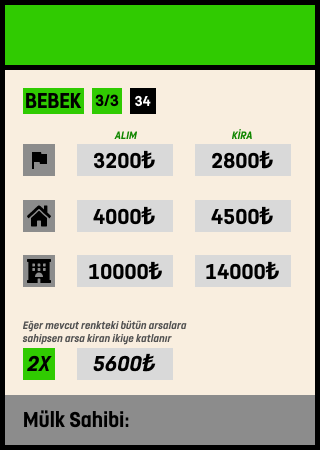 BEBEK 3/3 34
ALIM KİRA
3200₺ 2800₺
4000₺ 4500₺
10000₺ 14000₺
Eğer mevcut renkteki bütün arsalara
sahipsen arsa kiran ikiye katlanır
2X 5600₺
Mülk Sahibi: